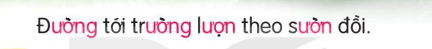 Đường tới trường lượn theo sườn đồi.